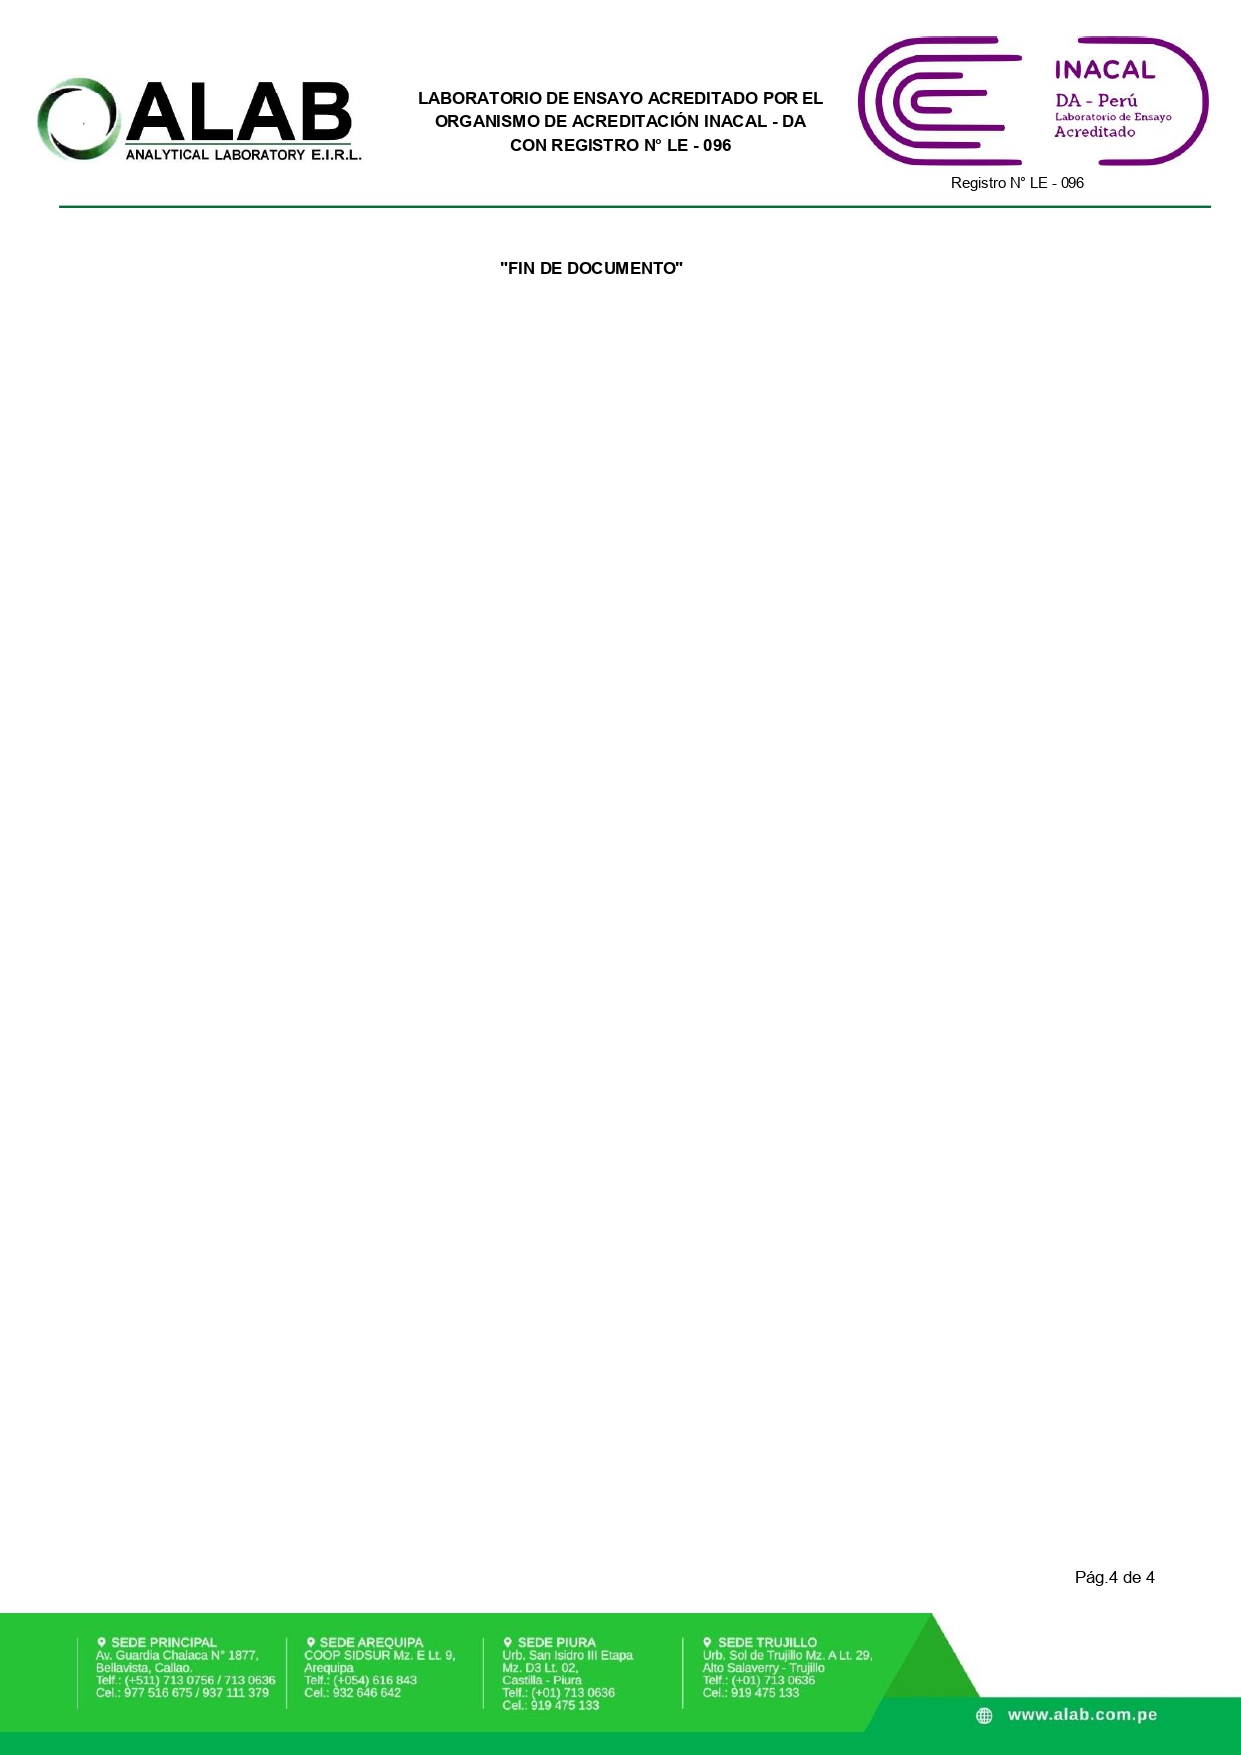 ALAB
ANALYTICAL LABORATORY E.I.R.L.
LABORATORIO DE ENSAYO ACREDITADO POR EL
ORGANISMO DE ACREDITACIÓN INACAL - DA
CON REGISTRO N° LE - 096
INACAL
DA - Perú
Laboratorio de Ensayo
Acreditado
Registro N° LE - 096
"FIN DE DOCUMENTO"
Pág.4 de 4
SEDE PRINCIPAL
Av. Guardia Chalaca N° 1877,
Bellavista, Callao.
Telf.: (+511) 713 0756 / 713 0636
Cel.: 977 516 675 / 937 111 379
SEDE AREQUIPA
COOP SIDSUR Mz. E Lt. 9,
Arequipa
Telf.: (+054) 616 843
Cel.: 932 646 642
SEDE PIURA
Urb. San Isidro III Etapa
Mz. D3 Lt. 02,
Castilla - Piura
Telf.: (+01) 713 0636
Cel.: 919 475 133
SEDE TRUJILLO
Urb. Sol de Trujillo Mz. A Lt. 29,
Alto Salaverry - Trujillo
Telf.: (+01) 713 0636
Cel.: 919 475 133
www.alab.com.pe